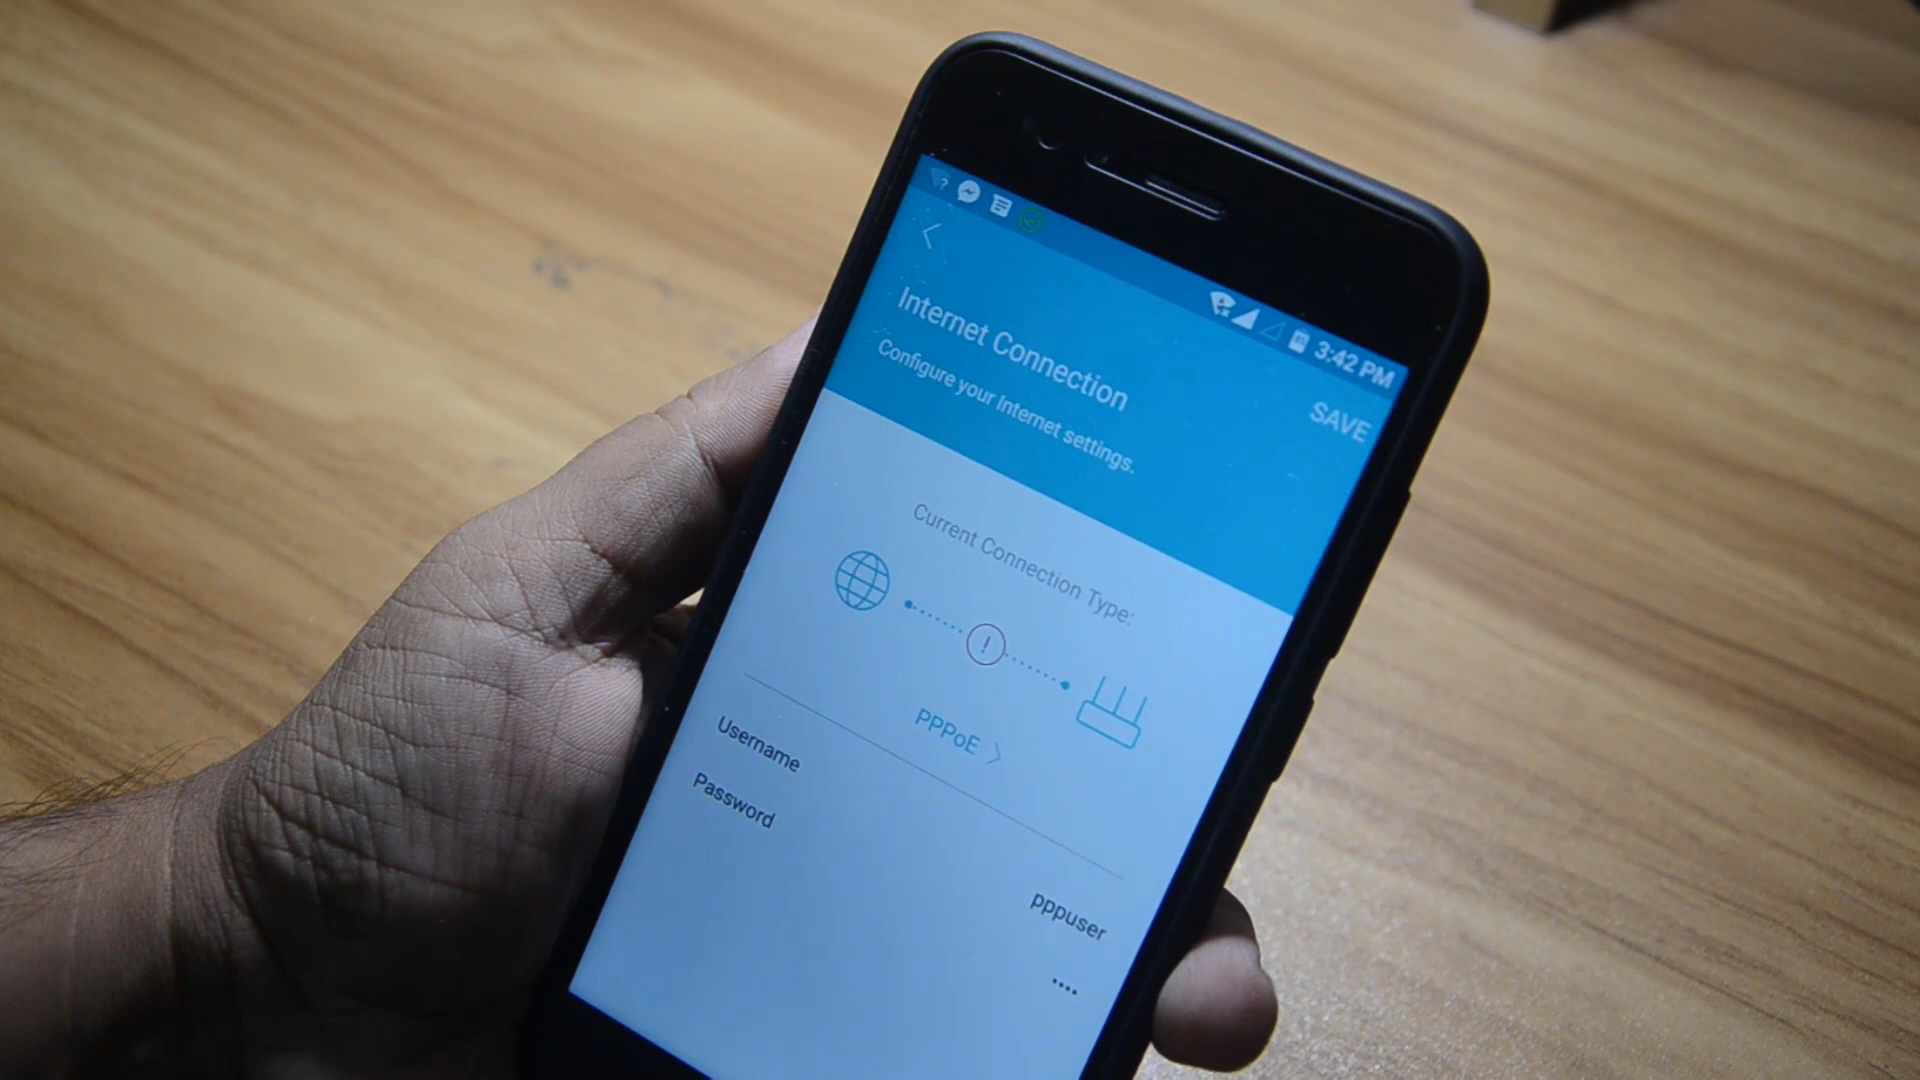 3:42 PM
SAVE
Internet Connection
Configure your Internet settings.
Current Connection Type:
!
PPPoE >
Username
pppuser
Password
••••